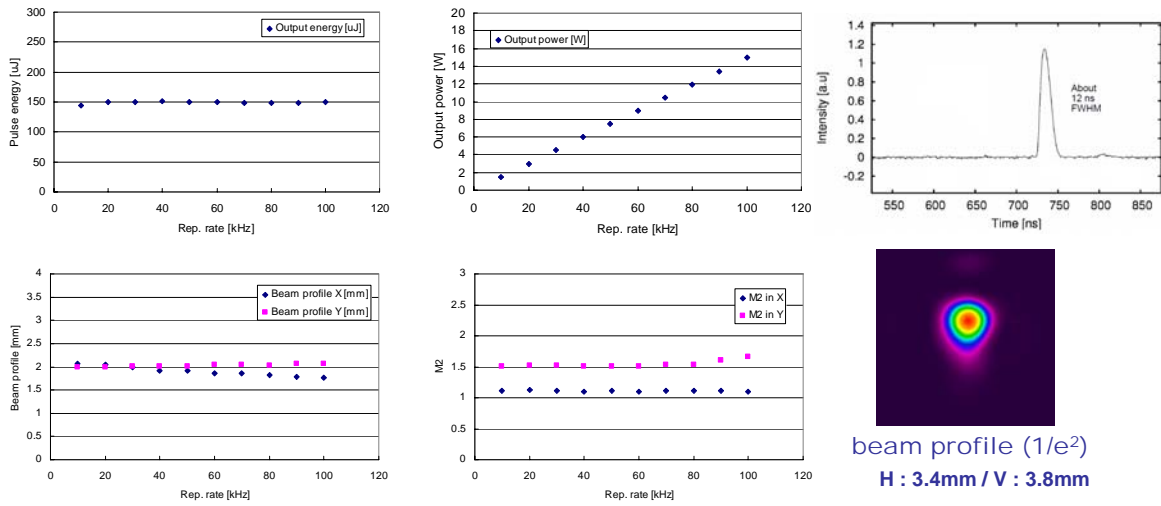 300
250
200
150
100
50
0
Pulse energy [uJ]
Output energy [uJ]
0 20 40 60 80 100 120
Rep. rate [kHz]
20
18
16
14
12
10
8
6
4
2
0
Output power [W]
Output power [W]
0 20 40 60 80 100 120
Rep. rate [kHz]
1.4
1.2
1
0.8
0.6
0.4
0.2
0
-0.2
Intensity [a.u]
About
12 ns
FWHM
550 600 650 700 750 800 850
Time [ns]
4
3.5
3
2.5
2
1.5
1
0.5
0
Beam profile [mm]
Beam profile X [mm]
Beam profile Y [mm]
0 20 40 60 80 100 120
Rep. rate [kHz]
3
2.5
2
1.5
1
0.5
0
M2
M2 in X
M2 in Y
0 20 40 60 80 100 120
Rep. rate [kHz]
beam profile (1/e²)
H : 3.4mm / V : 3.8mm